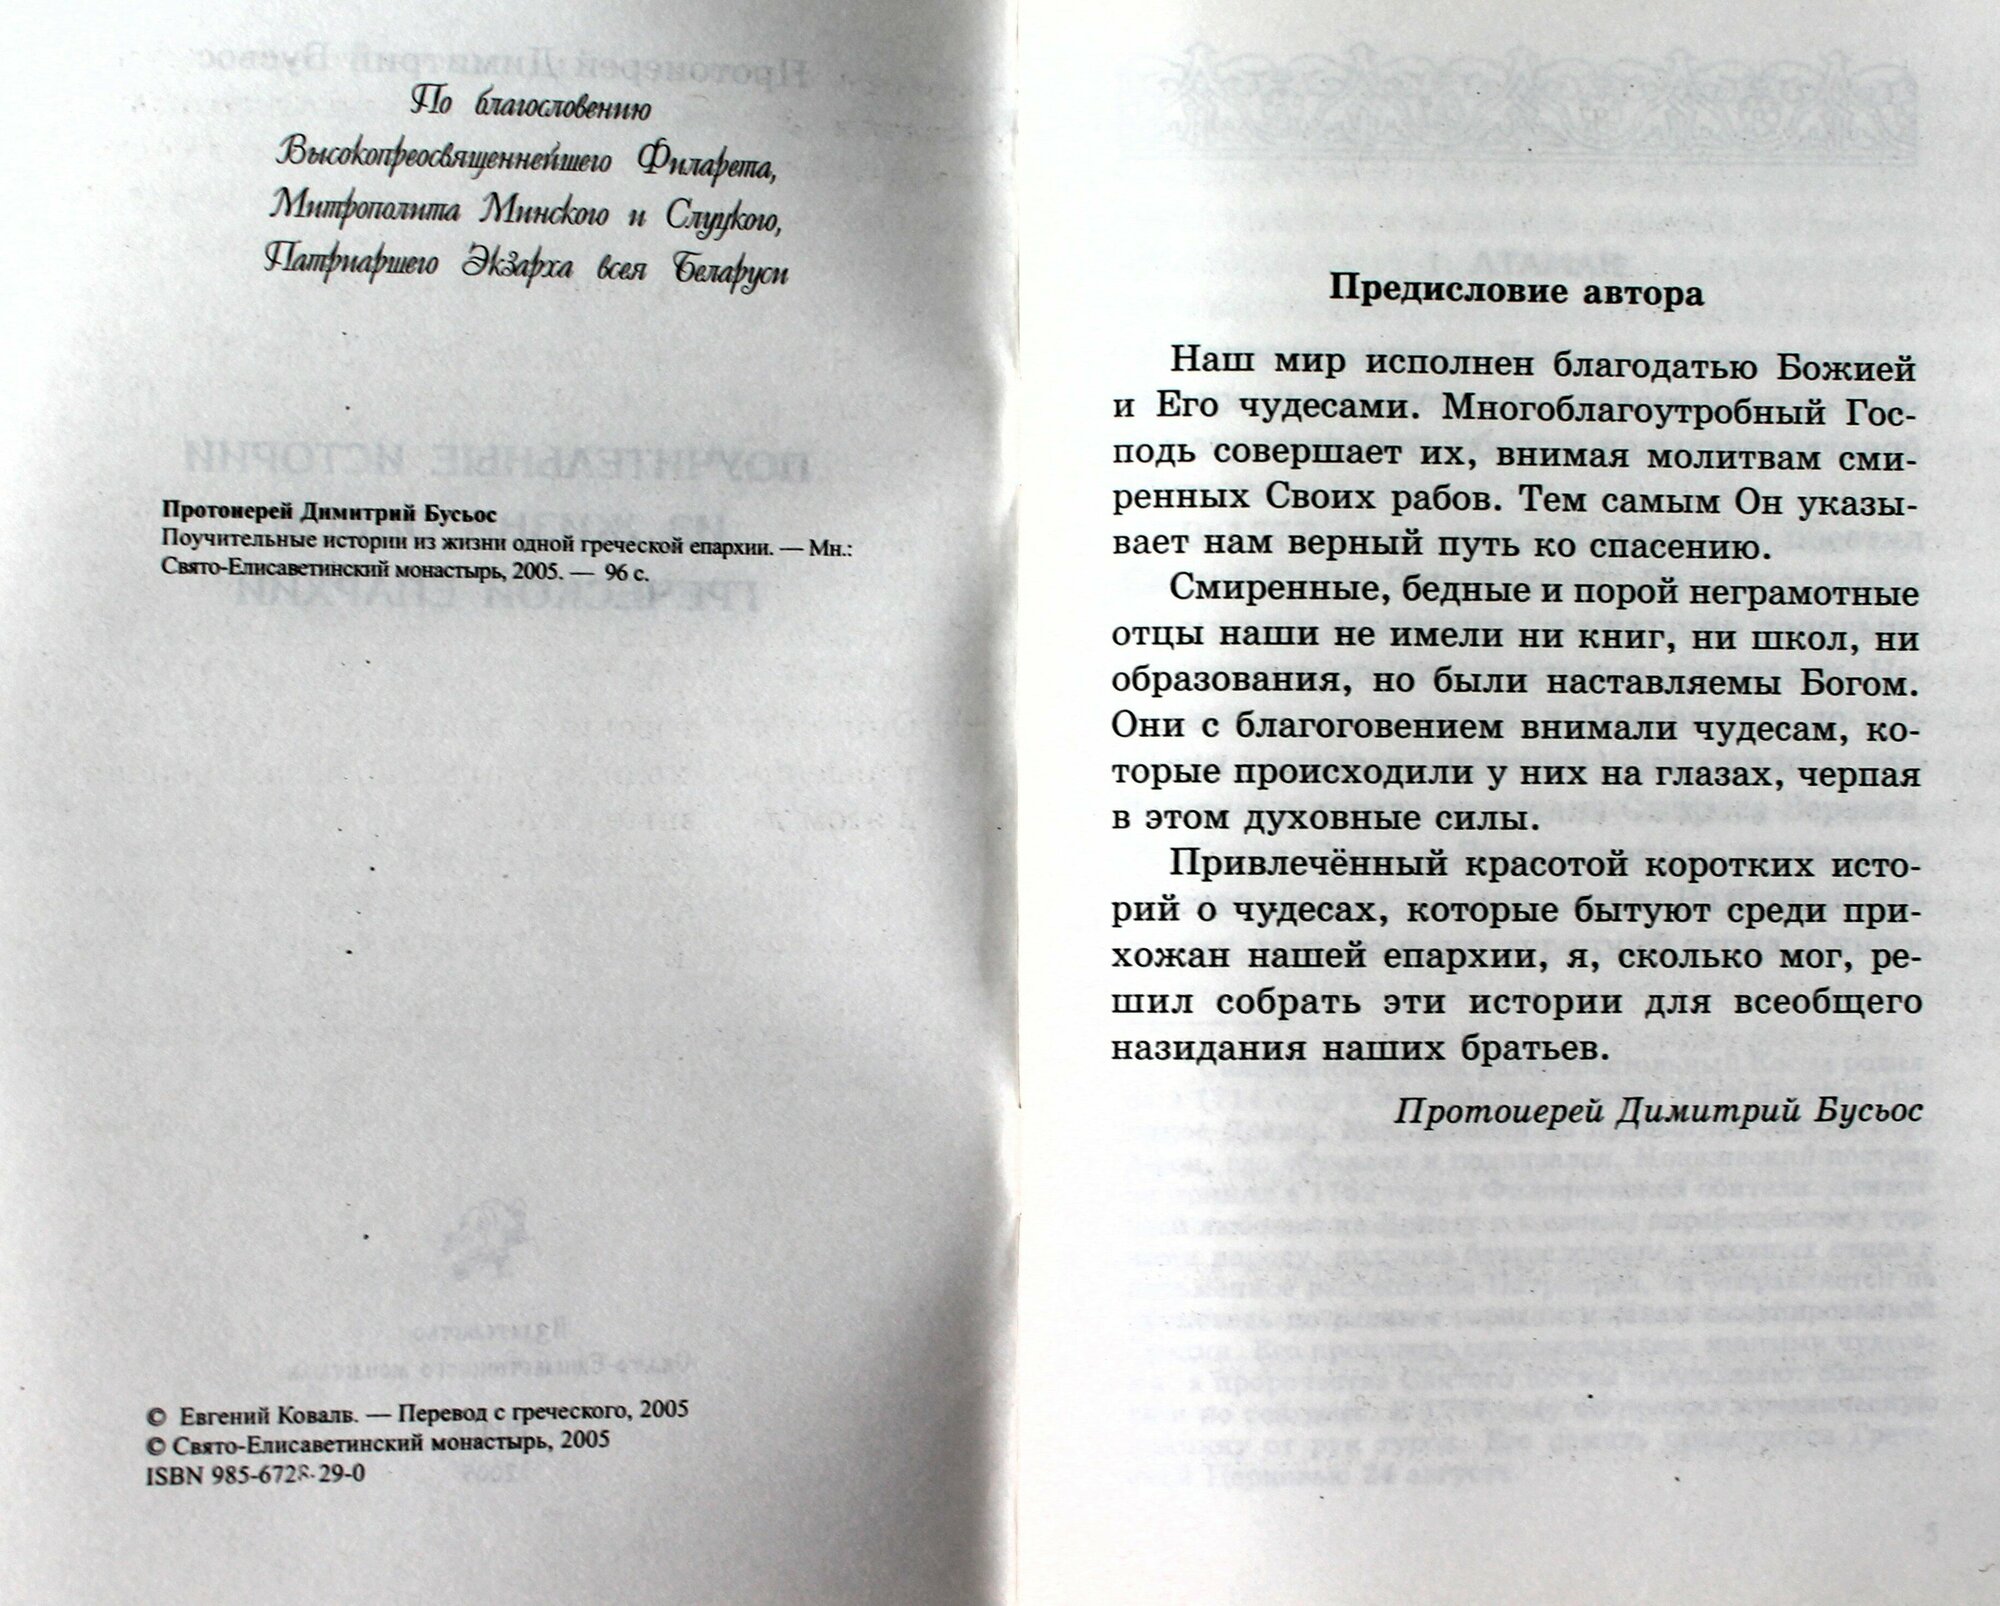 По благословению
Высокопреосвященнейшего Филарета,
Митрополита Минского и Слуцкого,
Патриаршего Экзарха всея Беларуси
Протоиерей Димитрий Бусьос
Поучительные истории из жизни одной греческой епархии. — Мн.:
Свято-Елисаветинский монастырь, 2005. — 96 с.
© Евгений Коваль. — Перевод с греческого, 2005
© Свято-Елисаветинский монастырь, 2005
ISBN 985-6728-29-0
Предисловие автора
Наш мир исполнен благодатью Божией
и Его чудесами. Многоблагоутробный Гос-
подь совершает их, внимая молитвам сми-
ренных Своих рабов. Тем самым Он указы-
вает нам верный путь ко спасению.
Смиренные, бедные и порой неграмотные
отцы наши не имели ни книг, ни школ, ни
образования, но были наставляемы Богом.
Они с благоговением внимали чудесам, ко-
торые происходили у них на глазах, черпая
в этом духовные силы.
Привлечённый красотой коротких исто-
рий о чудесах, которые бытуют среди при-
хожан нашей епархии, я, сколько мог, ре-
шил собрать эти истории для всеобщего
назидания наших братьев.
Протоиерей Димитрий Бусьос